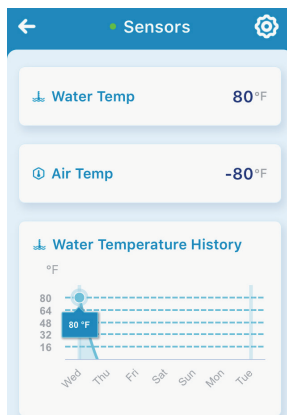 Sensors
Water Temp 80°F
Air Temp -80°F
Water Temperature History
°F
80
64
48
32
16
80 °F
Wed Thu Fri Sat Sun Mon Tue